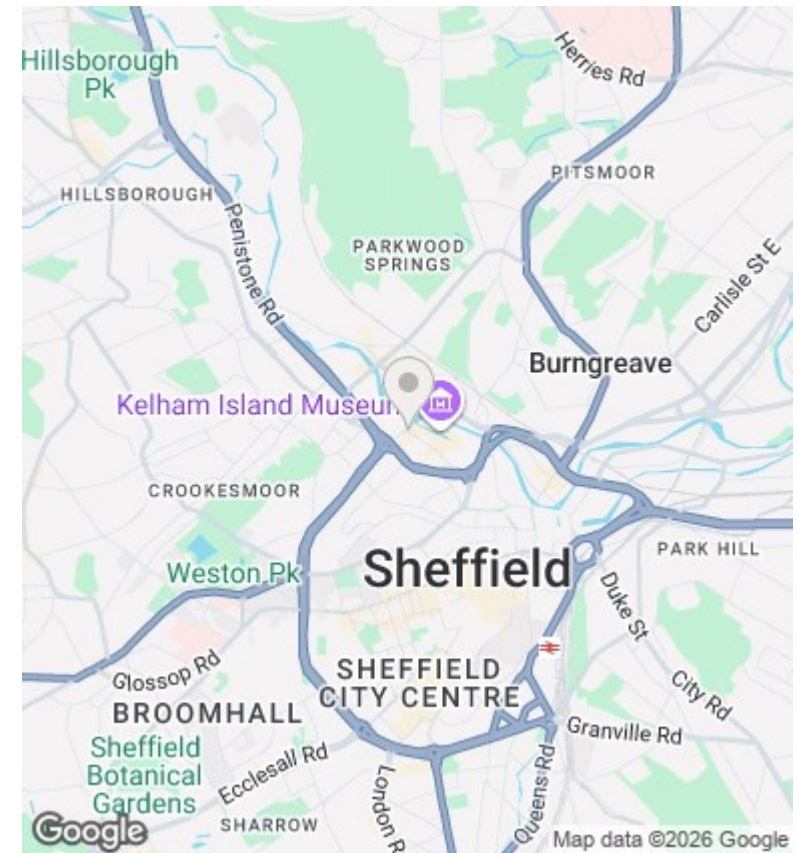 Hillsborough
Pk
Herries Rd
PITSMOOR
HILLSBOROUGH
Penistone Rd
PARKWOOD
SPRINGS
Carlisle St E
Burngreave
Kelham Island Museum
CROOKESMOOR
Weston Pk
Sheffield
PARK HILL
Duke St
Glossop Rd
SHEFFIELD
CITY CENTRE
City Rd
BROOMHALL
Granville Rd
Sheffield
Botanical
Gardens
Ecclesall Rd
London R
Queens Rd
SHARROW
Google
Map data ©2026 Google